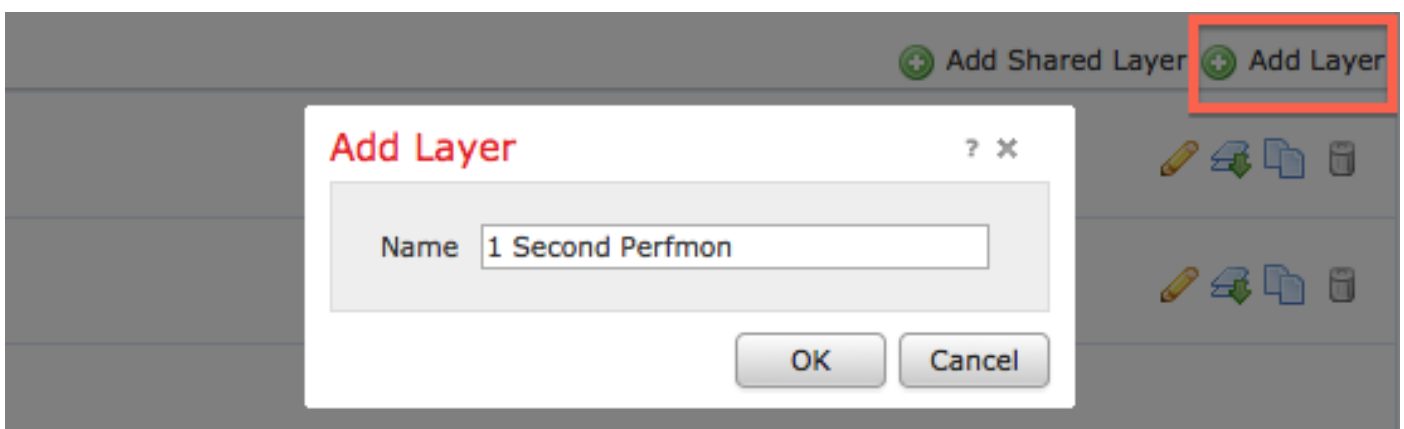 Add Shared Layer Add Layer
Add Layer
?
Name 1 Second Perfmon
OK Cancel